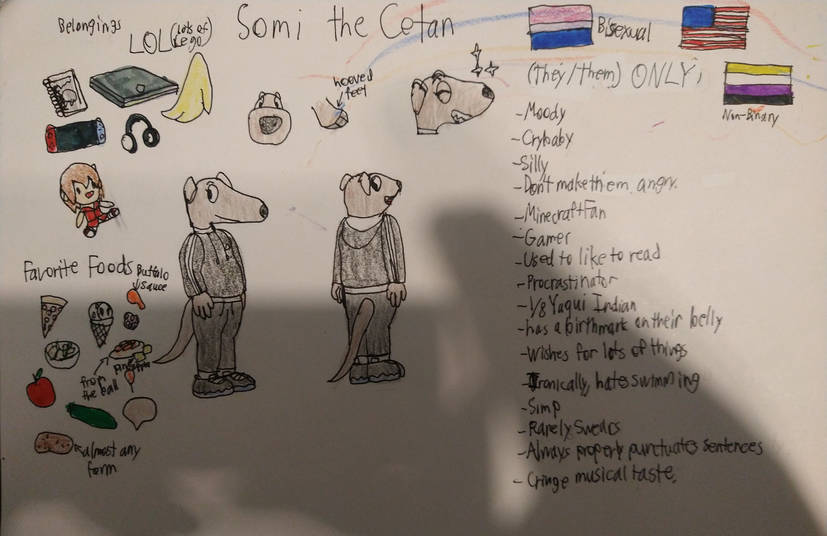 Belongings
LOL (Lots of Lego)
Somi the Cetan
hooved feet
Bisexual
(They/them) ONLY!
Non-Binary
-Moody
-Crybaby
-Silly
-Don't make them angry.
-Minecraft Fan
-Gamer
-Used to like to read
-Procrastinator
-1/8 Yaqui Indian
-has a birthmark on their belly
-Wishes for lots of things
-Ironically, hates swimming
-Simp
-Rarely Swears
-Always properly punctuates sentences
-Cringe musical taste.
Favorite Foods
Buffalo sauce
from the
almost any form